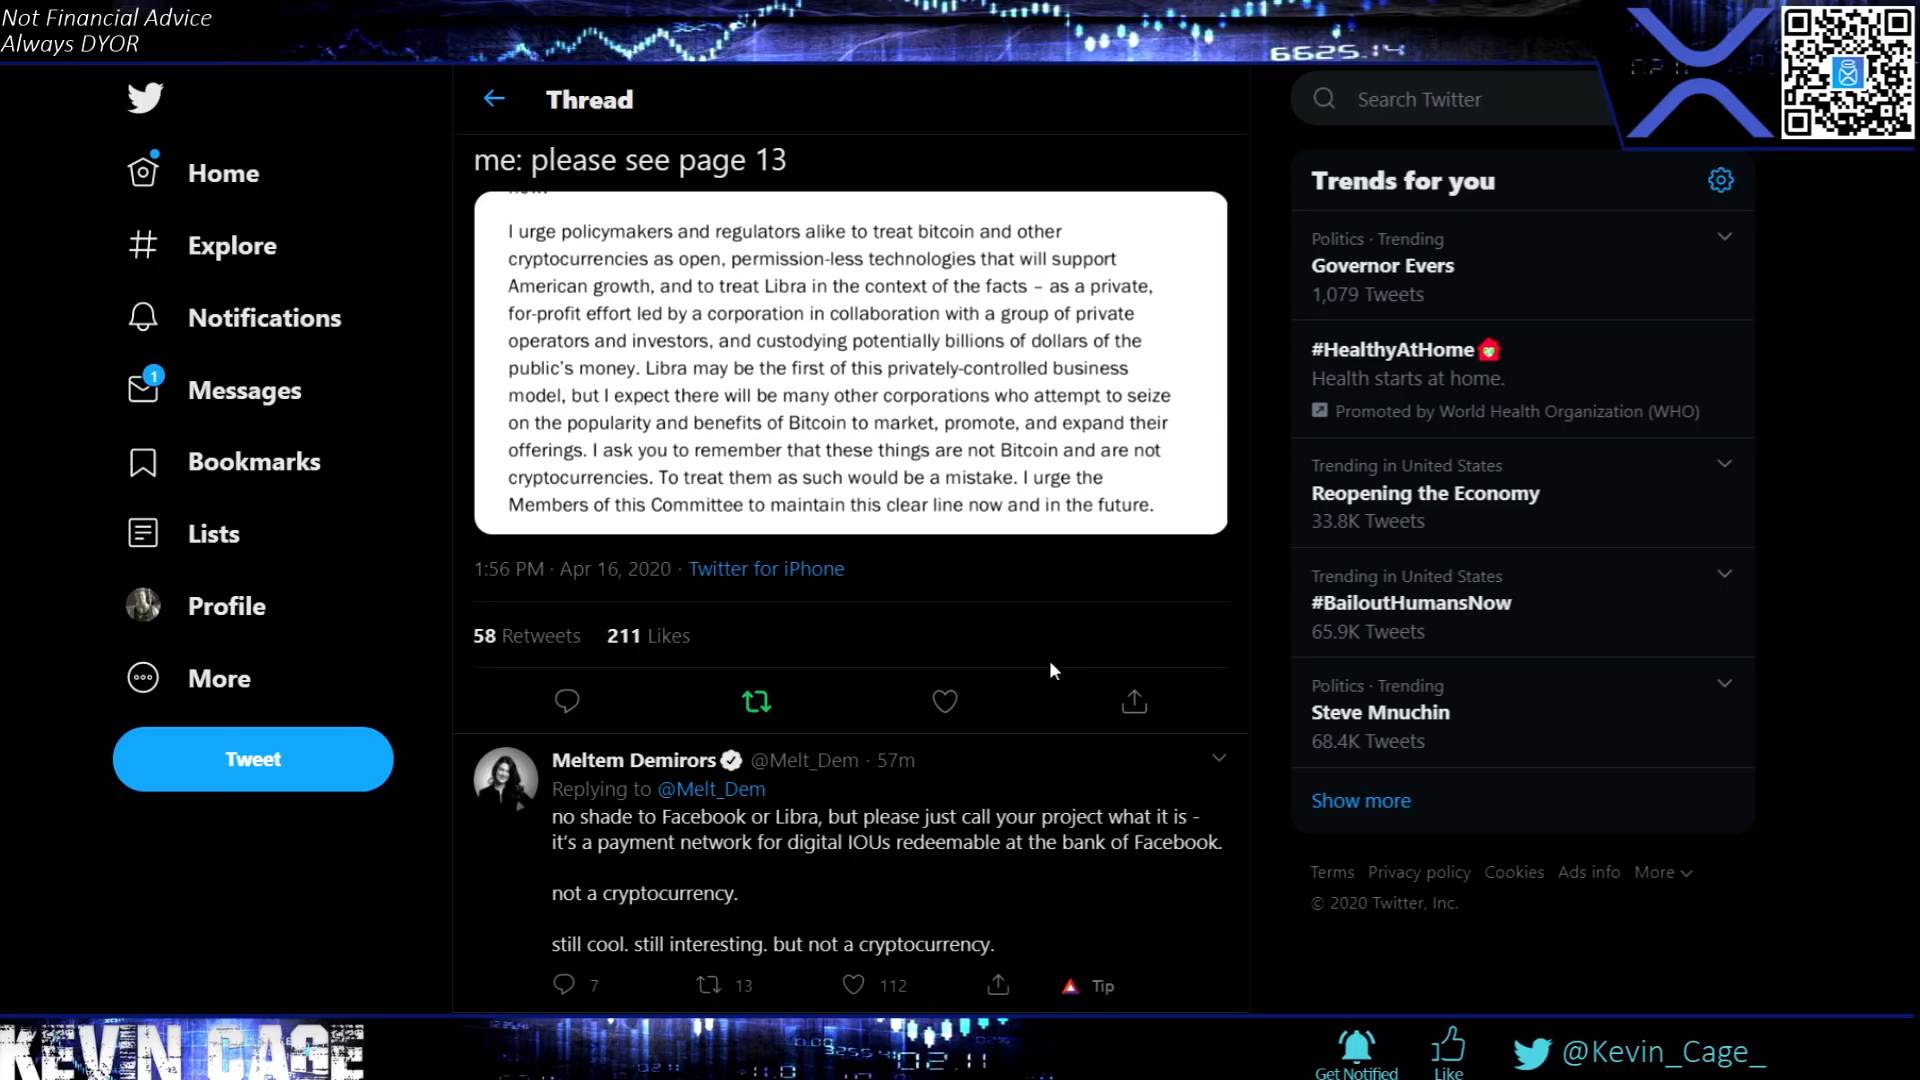 Not Financial Advice
Always DYOR
6625.14
Thread
Search Twitter
me: please see page 13
Home
Explore
Notifications
1
Messages
Bookmarks
Lists
Profile
More
Tweet
I urge policymakers and regulators alike to treat bitcoin and other
cryptocurrencies as open, permission-less technologies that will support
American growth, and to treat Libra in the context of the facts – as a private,
for-profit effort led by a corporation in collaboration with a group of private
operators and investors, and custodying potentially billions of dollars of the
public's money. Libra may be the first of this privately-controlled business
model, but I expect there will be many other corporations who attempt to seize
on the popularity and benefits of Bitcoin to market, promote, and expand their
offerings. I ask you to remember that these things are not Bitcoin and are not
cryptocurrencies. To treat them as such would be a mistake. I urge the
Members of this Committee to maintain this clear line now and in the future.
1:56 PM · Apr 16, 2020 · Twitter for iPhone
58 Retweets 211 Likes
Meltem Demirors @Melt_Dem · 57m
Replying to @Melt_Dem
no shade to Facebook or Libra, but please just call your project what it is -
it's a payment network for digital IOUs redeemable at the bank of Facebook.
not a cryptocurrency.
still cool. still interesting. but not a cryptocurrency.
7 13 112 Tip
Trends for you
Politics · Trending
Governor Evers
1,079 Tweets
#HealthyAtHome
Health starts at home.
Promoted by World Health Organization (WHO)
Trending in United States
Reopening the Economy
33.8K Tweets
Trending in United States
#BailoutHumansNow
65.9K Tweets
Politics · Trending
Steve Mnuchin
68.4K Tweets
Show more
Terms Privacy policy Cookies Ads info More
© 2020 Twitter, Inc.
KEVIN CAGE
02.11
Get Notified
Like
@Kevin_Cage_